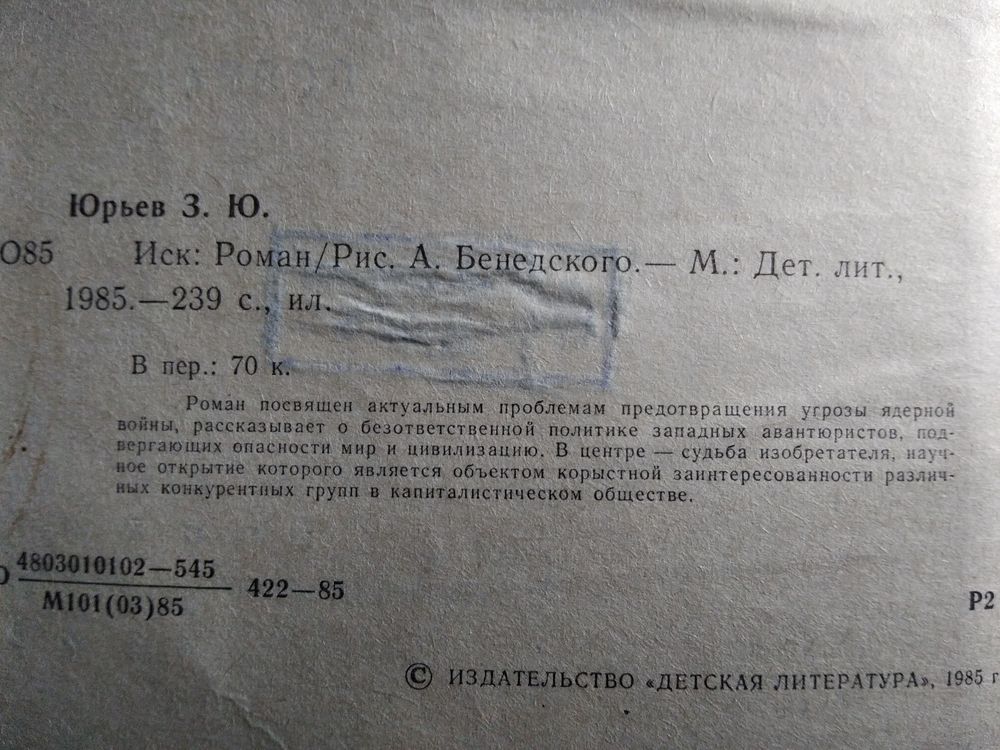 Юрьев З. Ю.
О85 Иск: Роман/Рис. А. Бенедского.— М.: Дет. лит.,
1985.—239 с., ил.
В пер.: 70 к.
Роман посвящен актуальным проблемам предотвращения угрозы ядерной
войны, рассказывает о безответственной политике западных авантюристов, под-
вергающих опасности мир и цивилизацию. В центре — судьба изобретателя, науч-
ное открытие которого является объектом корыстной заинтересованности различ-
ных конкурентных групп в капиталистическом обществе.
4803010102—545
М101(03)85
422—85
Р2
© ИЗДАТЕЛЬСТВО «ДЕТСКАЯ ЛИТЕРАТУРА», 1985 г